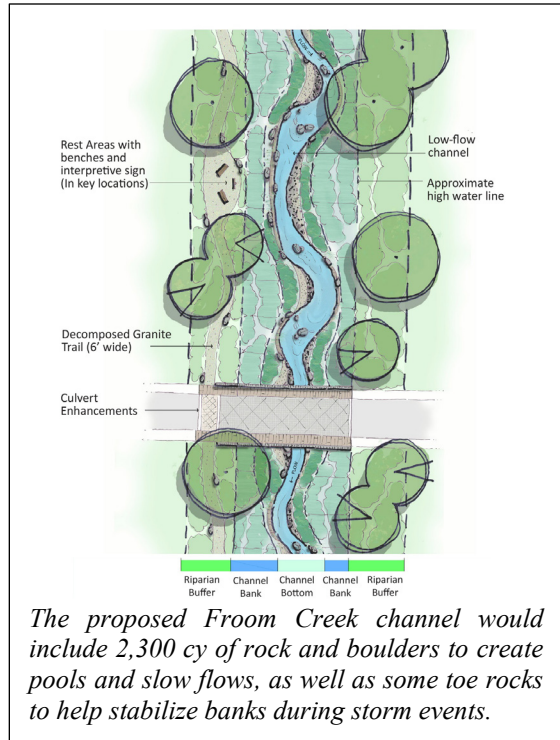 FLOW
Rest Areas with
benches and
interpretive sign
(In key locations)
Low-flow
channel
Approximate
high water line
Decomposed Granite
Trail (6' wide)
Culvert
Enhancements
FLOW
Riparian
Buffer
Channel
Bank
Channel
Bottom
Channel
Bank
Riparian
Buffer
The proposed Froom Creek channel would
include 2,300 cy of rock and boulders to create
pools and slow flows, as well as some toe rocks
to help stabilize banks during storm events.